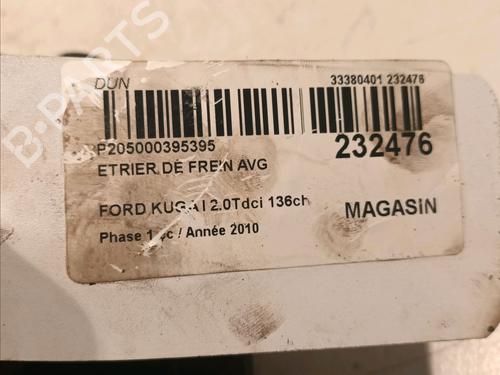 DUN
33380401 232476
P205000395395
232476
ETRIER DE FREIN AVG
FORD KUGA I 2.0Tdci 136ch
MAGASIN
Phase 1 / Année 2010
B-PARTS